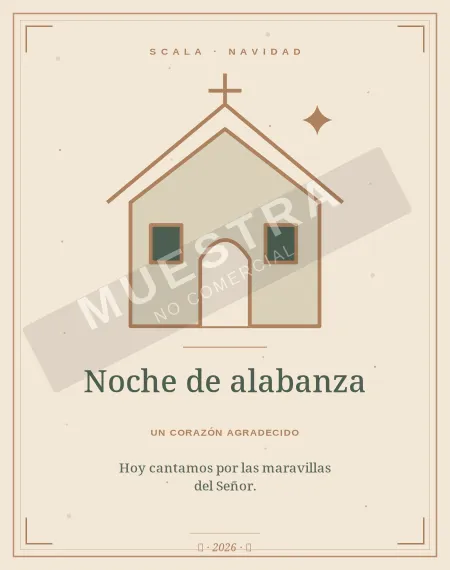 SCALA · NAVIDAD
MUESTRA
NO COMERCIAL
Noche de alabanza
UN CORAZÓN AGRADECIDO
Hoy cantamos por las maravillas
del Señor.
· 2026 ·